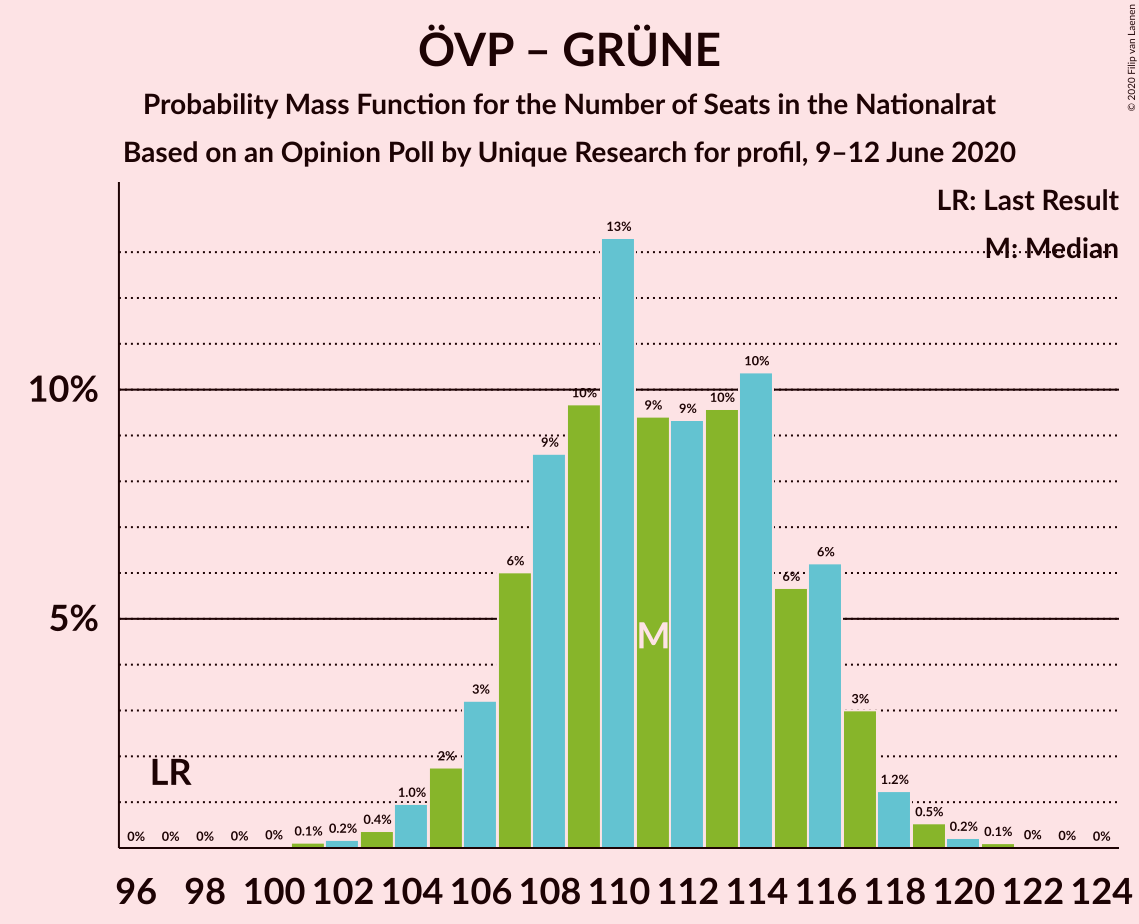 © 2020 Filip van Laenen
ÖVP – GRÜNE
Probability Mass Function for the Number of Seats in the Nationalrat
Based on an Opinion Poll by Unique Research for profil, 9–12 June 2020
LR: Last Result
M: Median
10%
5%
0% 0% 0% 0% 0% 0.1% 0.2% 0.4% 1.0% 2% 3% 6% 9% 10% 13% 9% 9% 10% 10% 6% 6% 3% 1.2% 0.5% 0.2% 0.1% 0% 0% 0%
LR
M
96 98 100 102 104 106 108 110 112 114 116 118 120 122 124